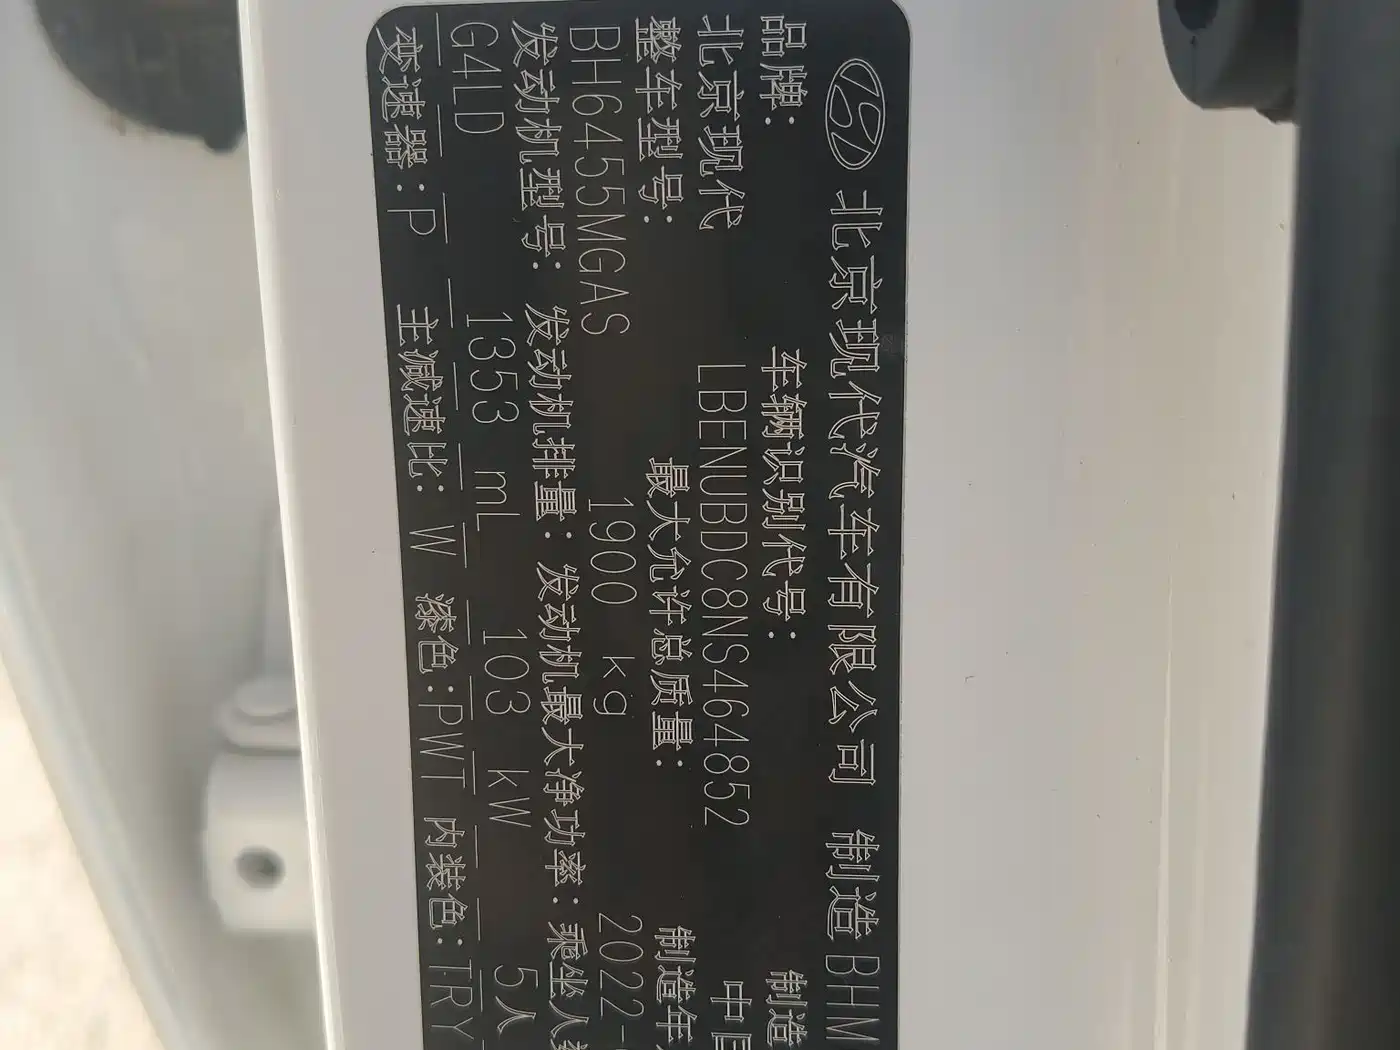 北京现代汽车有限公司 制造 BHM
品牌: 车辆识别代号: 制造
北京现代 LBENUBDC8NS464852 中国
整车型号: 最大允许总质量: 制造年
BH6455MGAS 1900 kg 2022-
发动机型号: 发动机排量: 发动机最大净功率: 乘坐人数
G4LD 1353 mL 103 kW 5人
变速器:P 主减速比: W 漆色:PWT 内装色:TRY